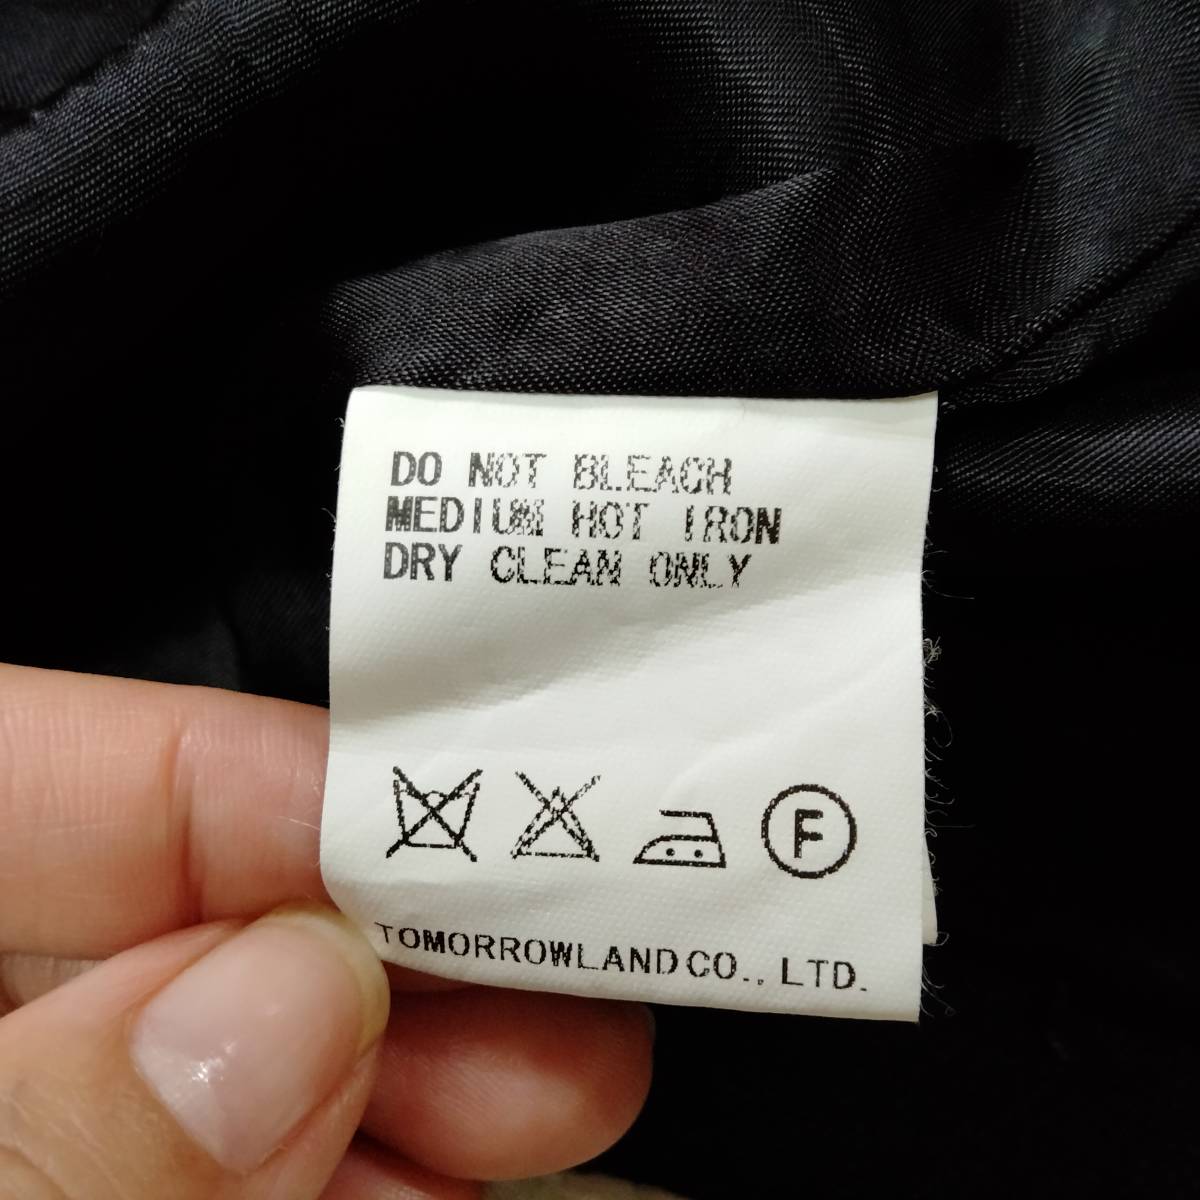 DO NOT BLEACH
MEDIUM HOT IRON
DRY CLEAN ONLY
F
TOMORROWLAND CO., LTD.